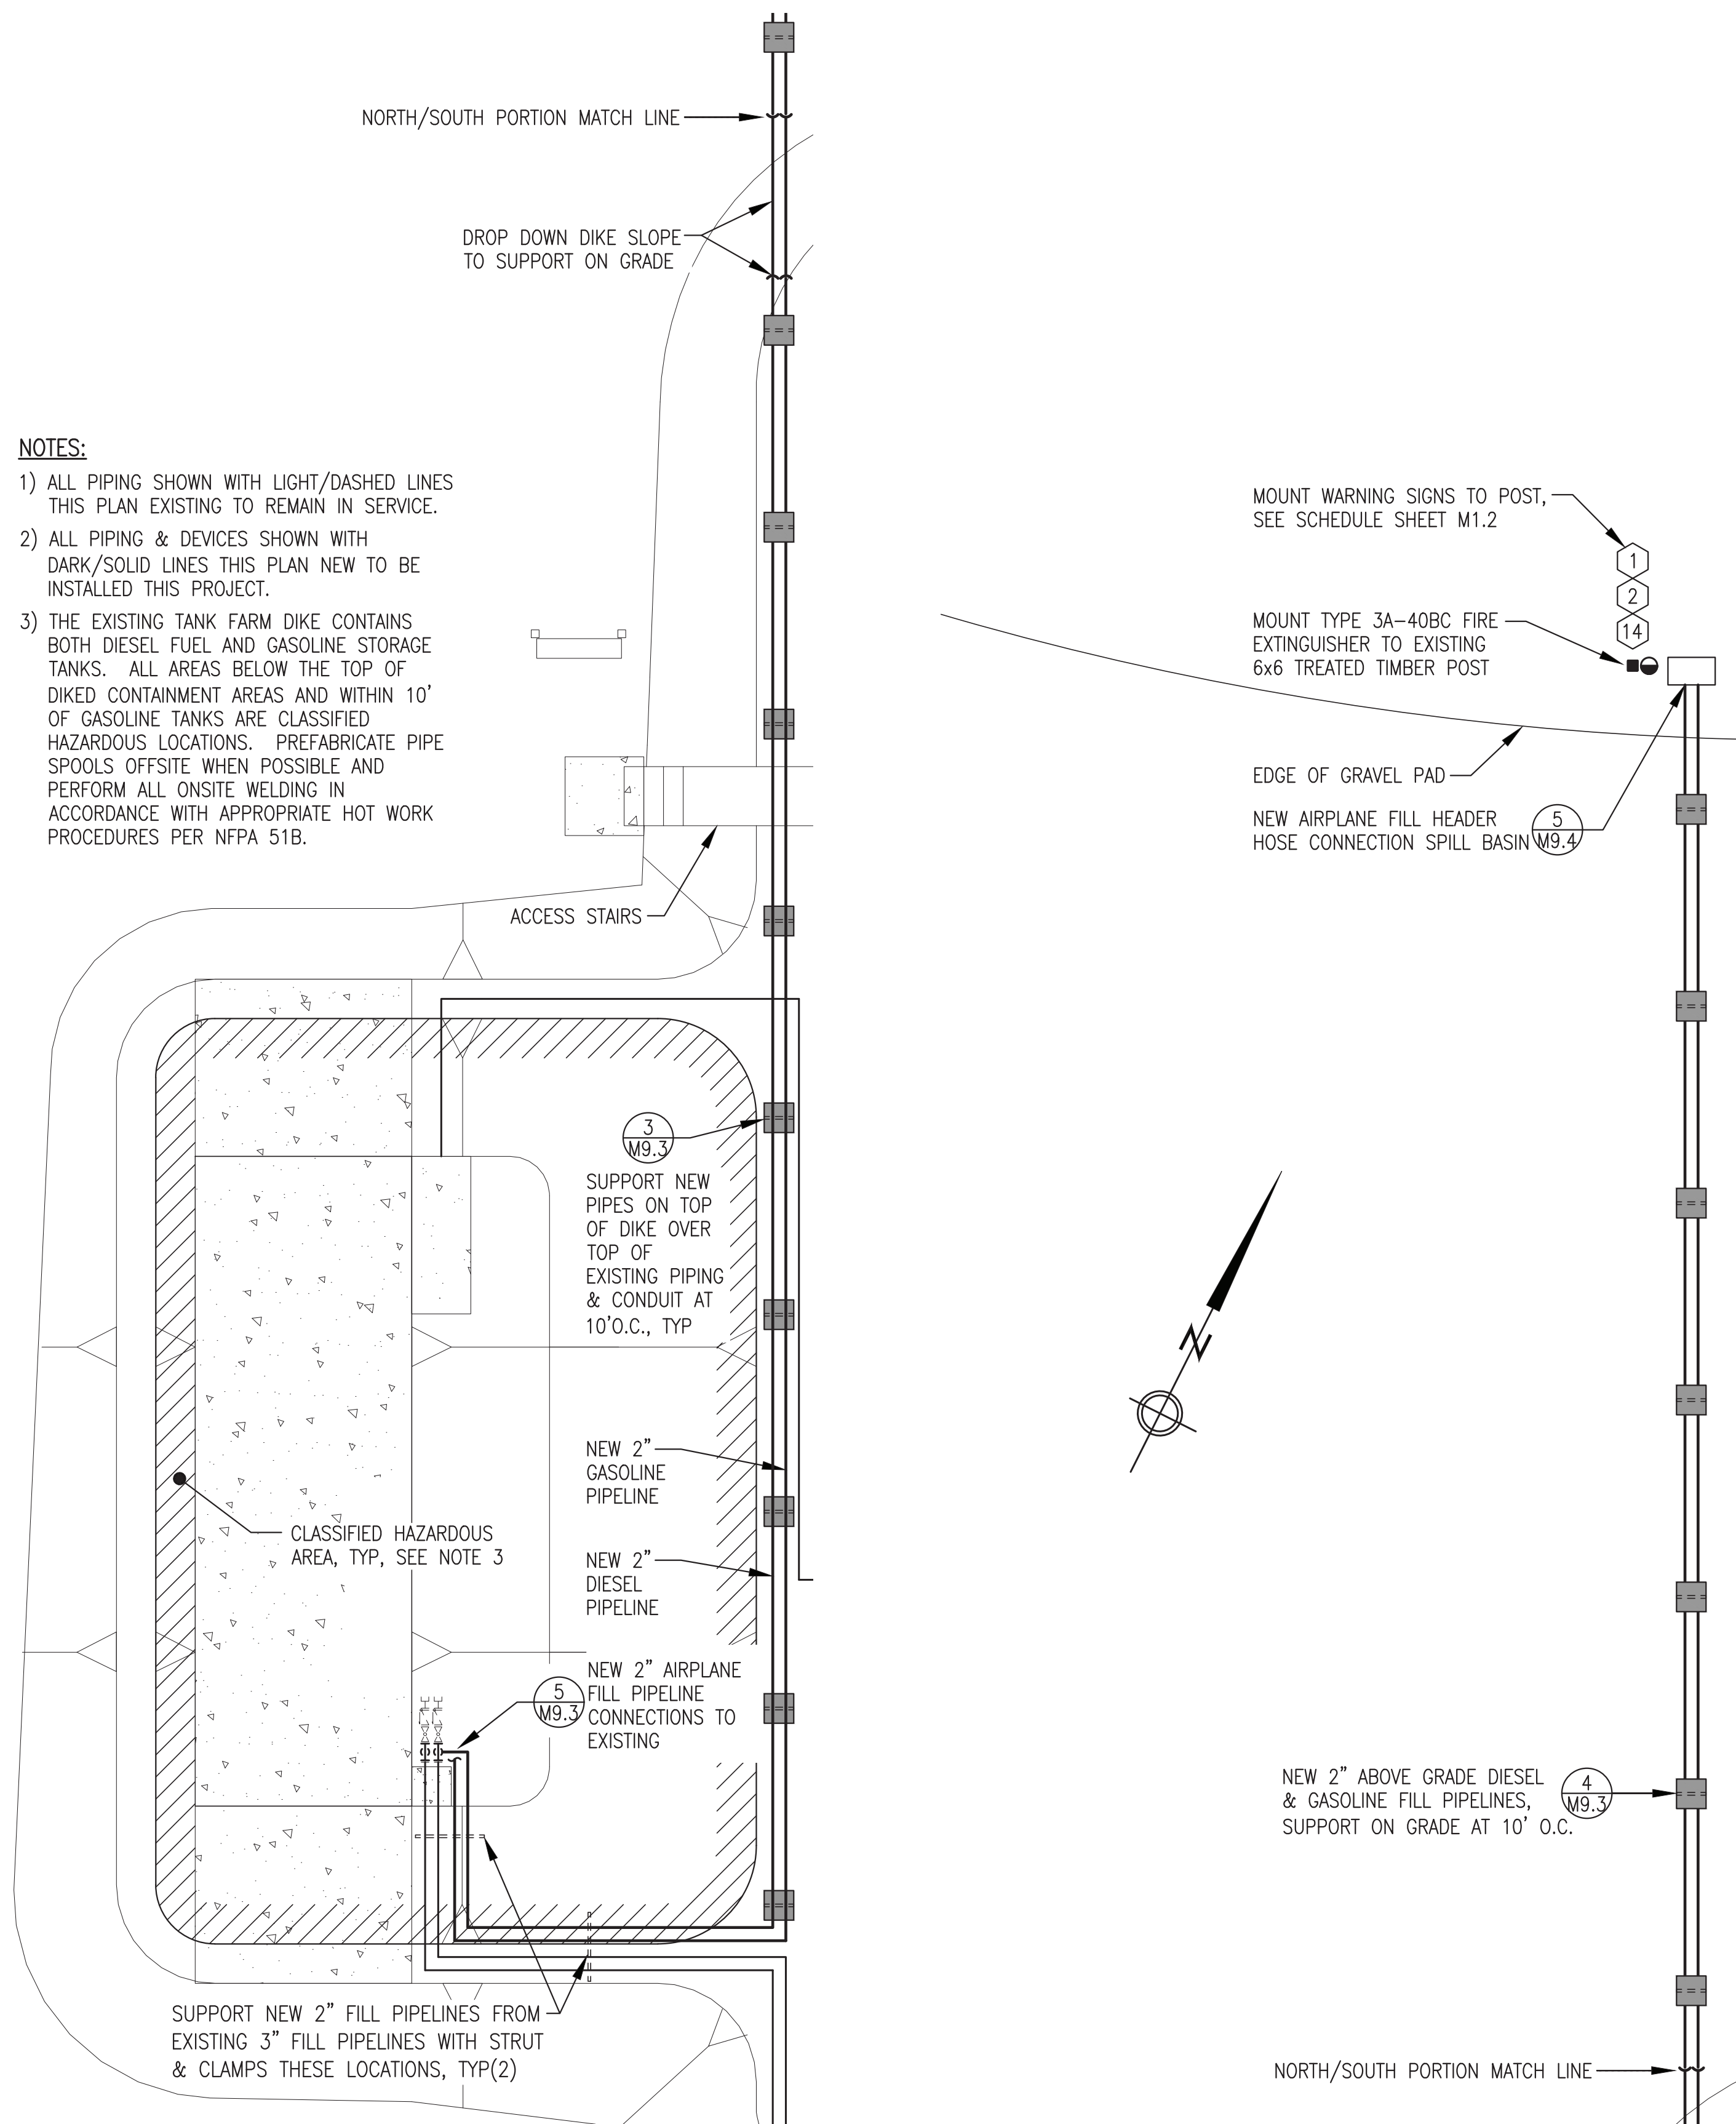 NORTH/SOUTH PORTION MATCH LINE
DROP DOWN DIKE SLOPE
TO SUPPORT ON GRADE
NOTES:
1) ALL PIPING SHOWN WITH LIGHT/DASHED LINES
THIS PLAN EXISTING TO REMAIN IN SERVICE.
2) ALL PIPING & DEVICES SHOWN WITH
DARK/SOLID LINES THIS PLAN NEW TO BE
INSTALLED THIS PROJECT.
3) THE EXISTING TANK FARM DIKE CONTAINS
BOTH DIESEL FUEL AND GASOLINE STORAGE
TANKS. ALL AREAS BELOW THE TOP OF
DIKED CONTAINMENT AREAS AND WITHIN 10'
OF GASOLINE TANKS ARE CLASSIFIED
HAZARDOUS LOCATIONS. PREFABRICATE PIPE
SPOOLS OFFSITE WHEN POSSIBLE AND
PERFORM ALL ONSITE WELDING IN
ACCORDANCE WITH APPROPRIATE HOT WORK
PROCEDURES PER NFPA 51B.
ACCESS STAIRS
3
M9.3
SUPPORT NEW
PIPES ON TOP
OF DIKE OVER
TOP OF
EXISTING PIPING
& CONDUIT AT
10'O.C., TYP
NEW 2"
GASOLINE
PIPELINE
CLASSIFIED HAZARDOUS
AREA, TYP, SEE NOTE 3
NEW 2"
DIESEL
PIPELINE
5
M9.3
NEW 2" AIRPLANE
FILL PIPELINE
CONNECTIONS TO
EXISTING
SUPPORT NEW 2" FILL PIPELINES FROM
EXISTING 3" FILL PIPELINES WITH STRUT
& CLAMPS THESE LOCATIONS, TYP(2)
MOUNT WARNING SIGNS TO POST,
SEE SCHEDULE SHEET M1.2
1
2
14
MOUNT TYPE 3A-40BC FIRE
EXTINGUISHER TO EXISTING
6x6 TREATED TIMBER POST
EDGE OF GRAVEL PAD
NEW AIRPLANE FILL HEADER
HOSE CONNECTION SPILL BASIN
5
M9.4
N
NEW 2" ABOVE GRADE DIESEL
& GASOLINE FILL PIPELINES,
SUPPORT ON GRADE AT 10' O.C.
4
M9.3
NORTH/SOUTH PORTION MATCH LINE